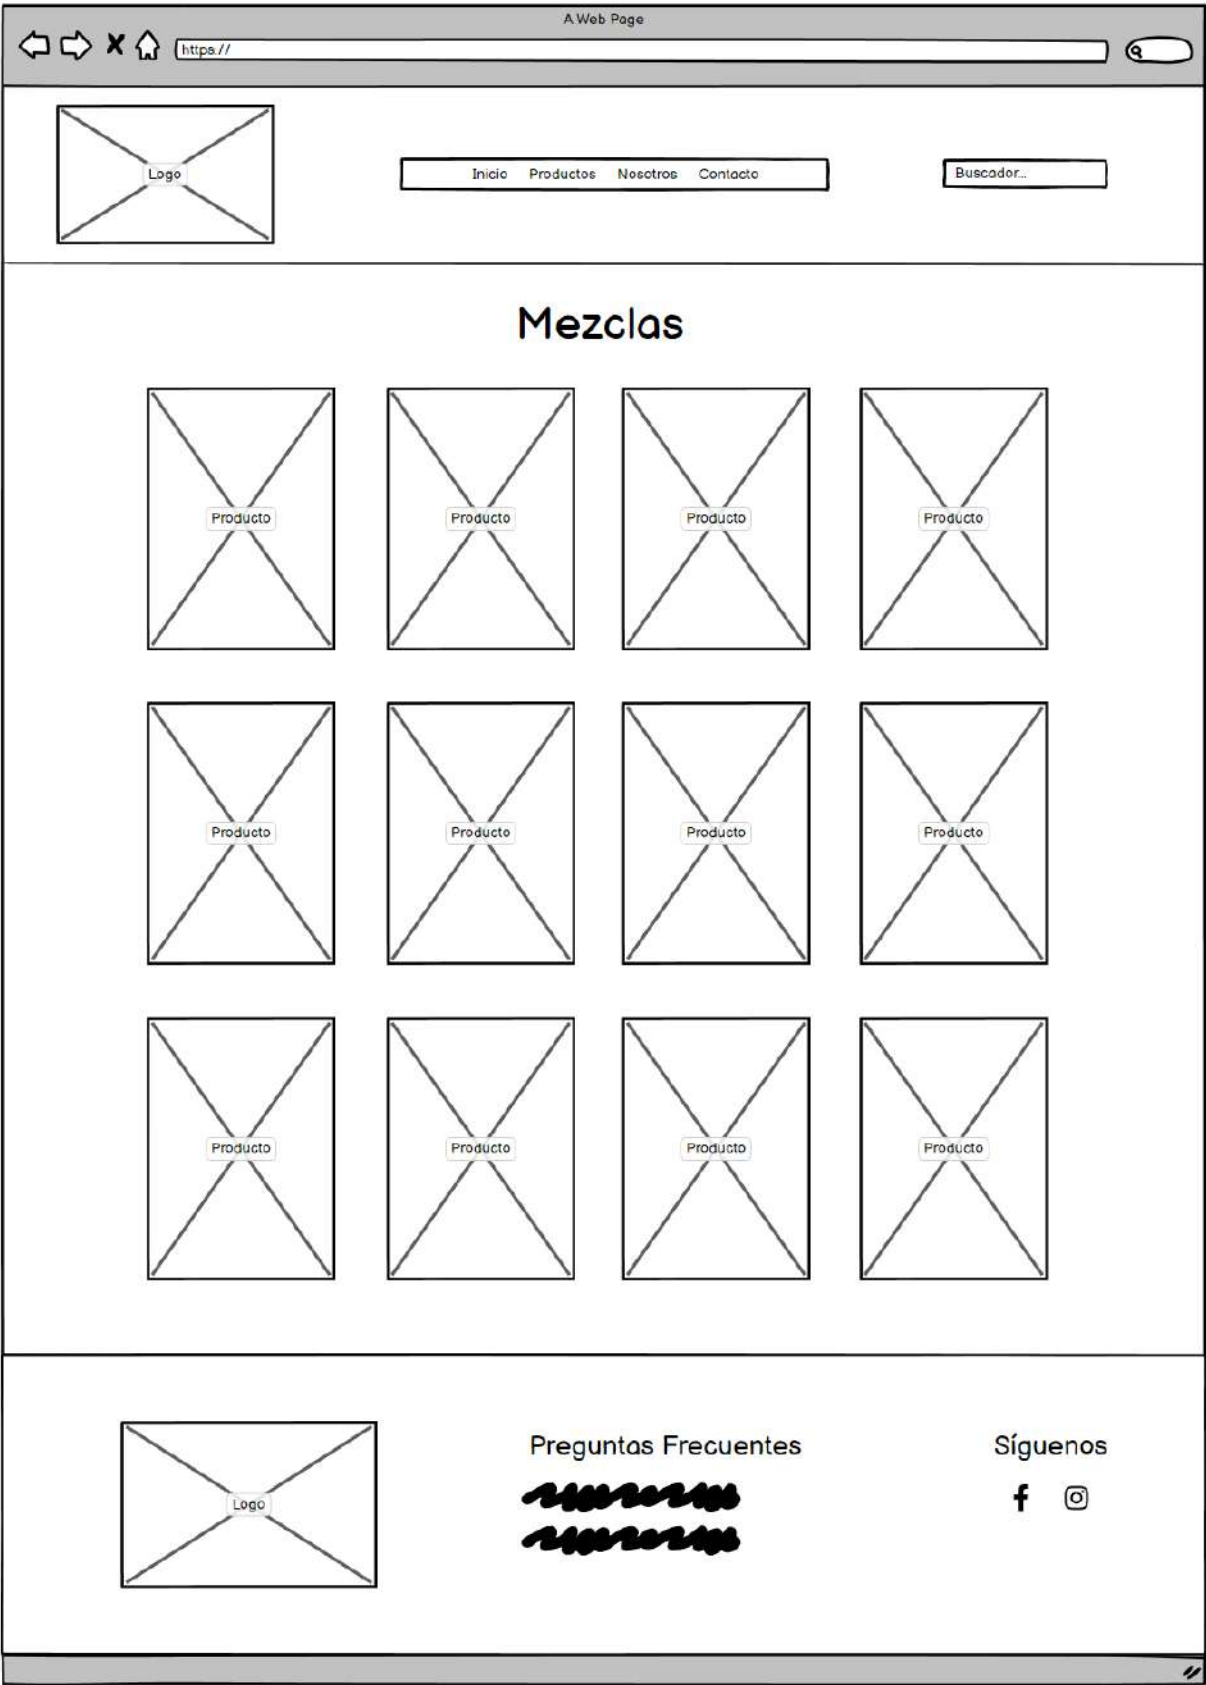 A Web Page
https://
Logo
Inicio Productos Nosotros Contacto
Buscador...
Mezclas
Producto Producto Producto Producto
Producto Producto Producto Producto
Producto Producto Producto Producto
Preguntas Frecuentes
Síguenos
Logo